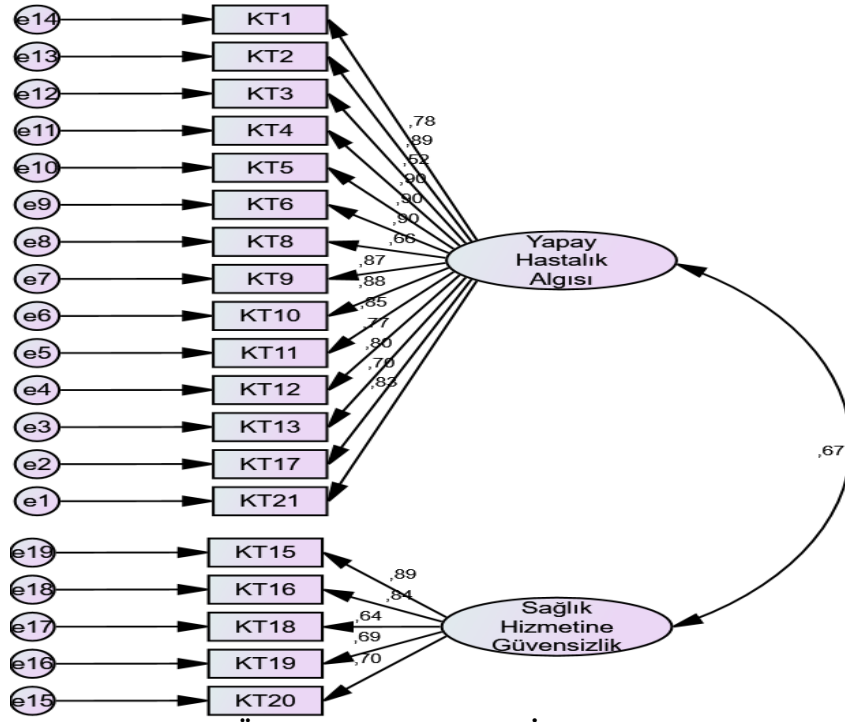 e14 KT1
e13 KT2
e12 KT3
e11 KT4
e10 KT5
e9 KT6
e8 KT8
e7 KT9
e6 KT10
e5 KT11
e4 KT12
e3 KT13
e2 KT17
e1 KT21
,78
,89
,52
,90
,90
,90
,66
,87
,88
,85
,77
,80
,70
,83
Yapay
Hastalık
Algısı
,67
e19 KT15
e18 KT16
e17 KT18
e16 KT19
e15 KT20
,89
,84
,64
,69
,70
Sağlık
Hizmetine
Güvensizlik